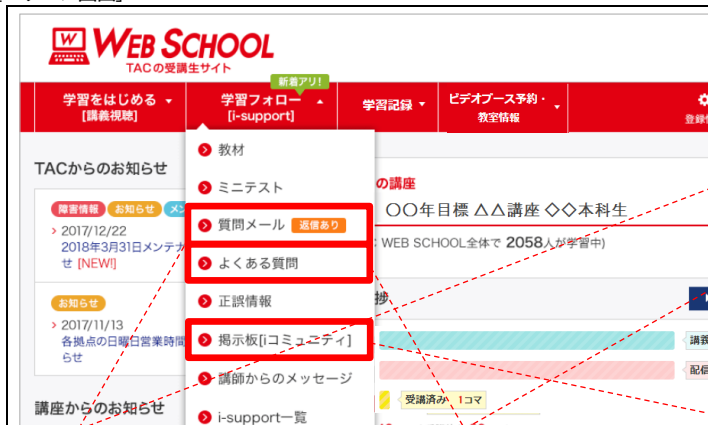 WEB SCHOOL
TACの受講生サイト
新着アリ!
学習をはじめる
[講義視聴]
学習フォロー
[i-support]
学習記録
ビデオブース予約・
教室情報
教材
ミニテスト
質問メール 返信あり
よくある質問
正誤情報
掲示板[iコミュニティ]
講師からのメッセージ
i-support一覧
TACからのお知らせ
障害情報 お知らせ
2017/12/22
2018年3月31日メンテナ
せ [NEW!]
お知らせ
2017/11/13
各拠点の日曜日営業時間
らせ
講座からのお知らせ
の講座
〇〇年目標 △△講座 ◇◇本科生
WEB SCHOOL全体で 2058人が学習中)
捗
講義
配信
受講済み 1コマ